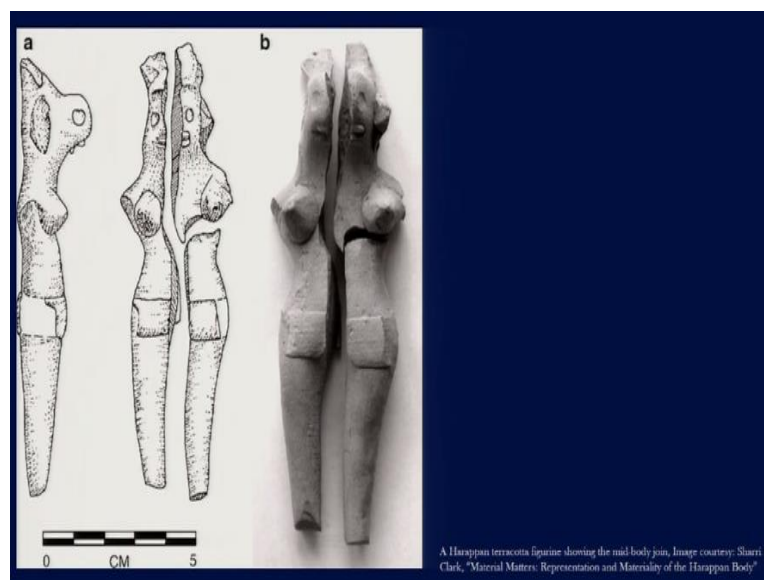 a
b
0 CM 5
A Harappan terracotta figurine showing the mid-body join, Image courtesy: Sharri
Clark, "Material Matters: Representation and Materiality of the Harappan Body"